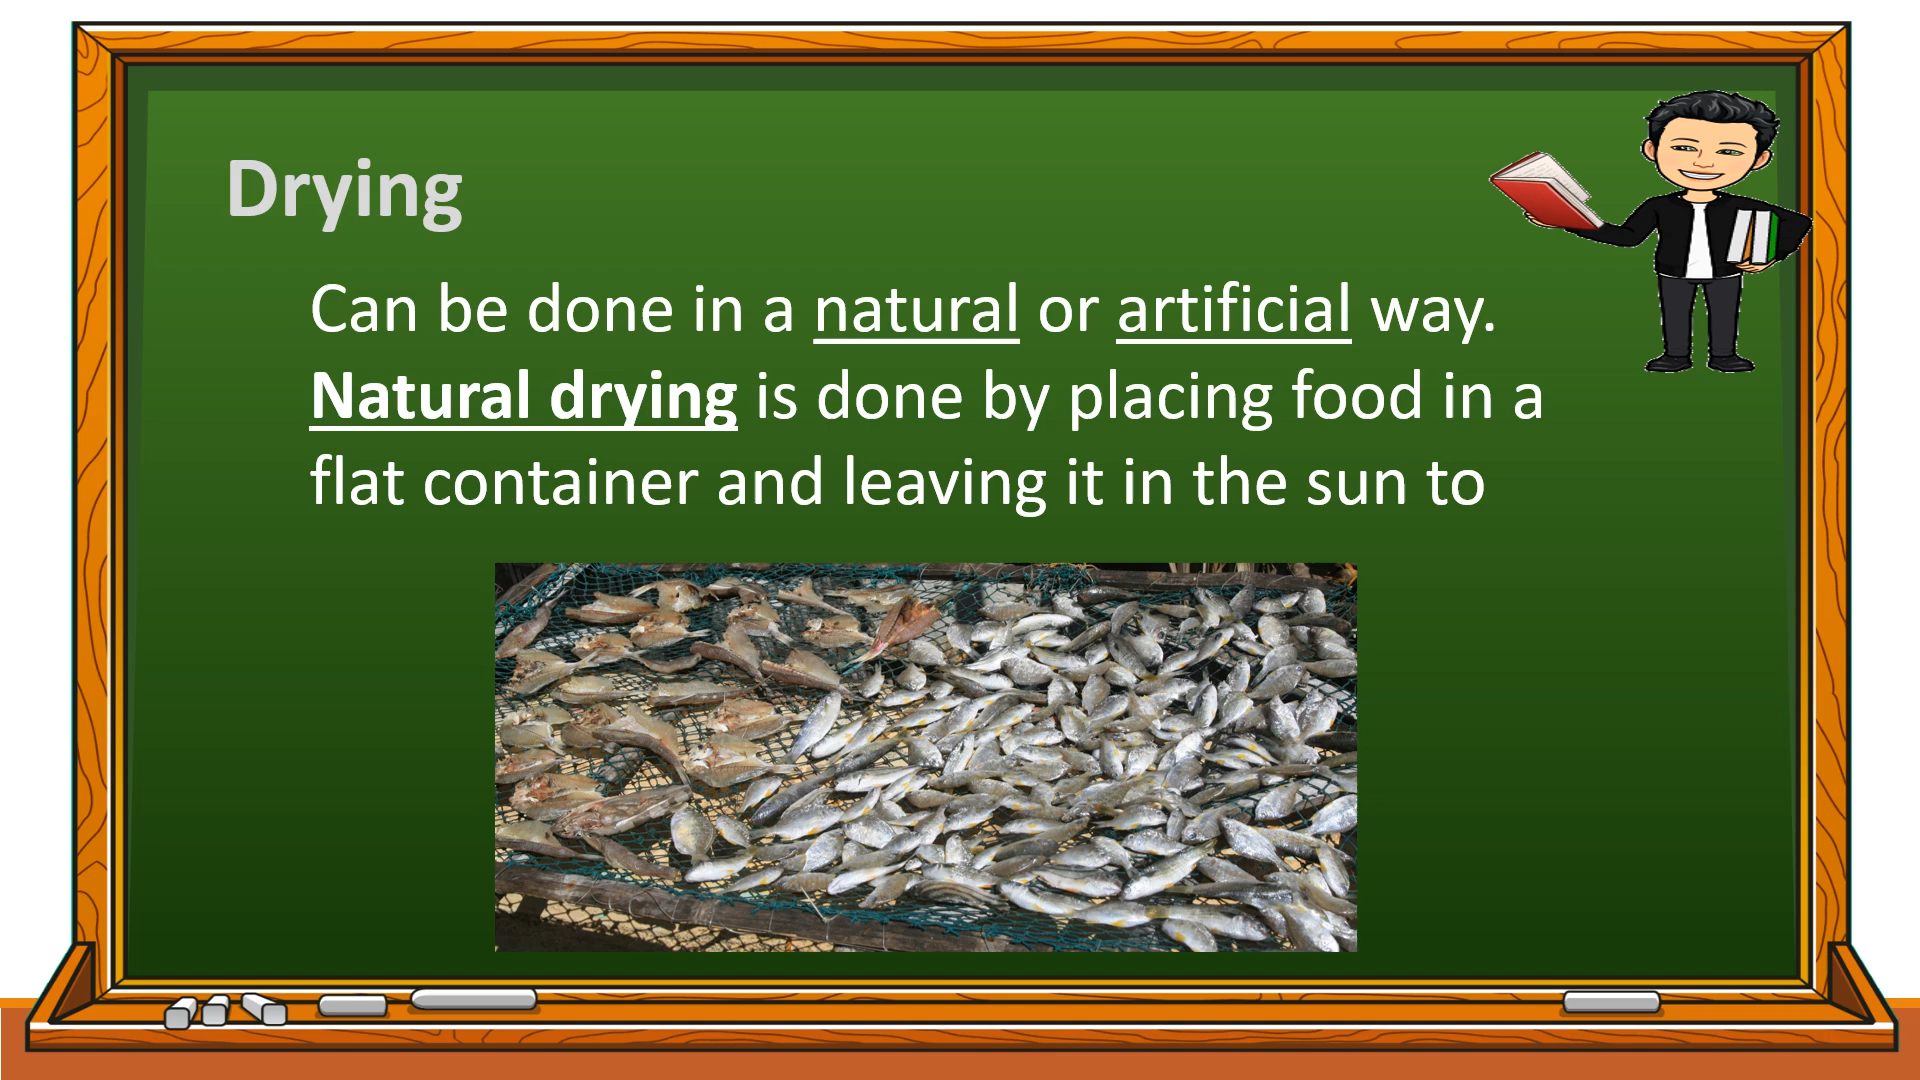 Drying
Can be done in a natural or artificial way.
Natural drying is done by placing food in a
flat container and leaving it in the sun to